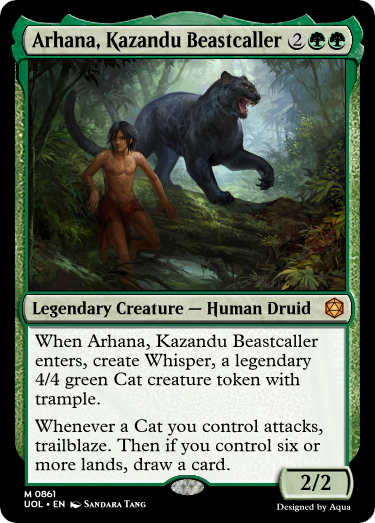 Arhana, Kazandu Beastcaller 2
Legendary Creature — Human Druid
When Arhana, Kazandu Beastcaller
enters, create Whisper, a legendary
4/4 green Cat creature token with
trample.
Whenever a Cat you control attacks,
trailblaze. Then if you control six or
more lands, draw a card.
2/2
M 0861
UOL • EN Sandara Tang
Designed by Aqua